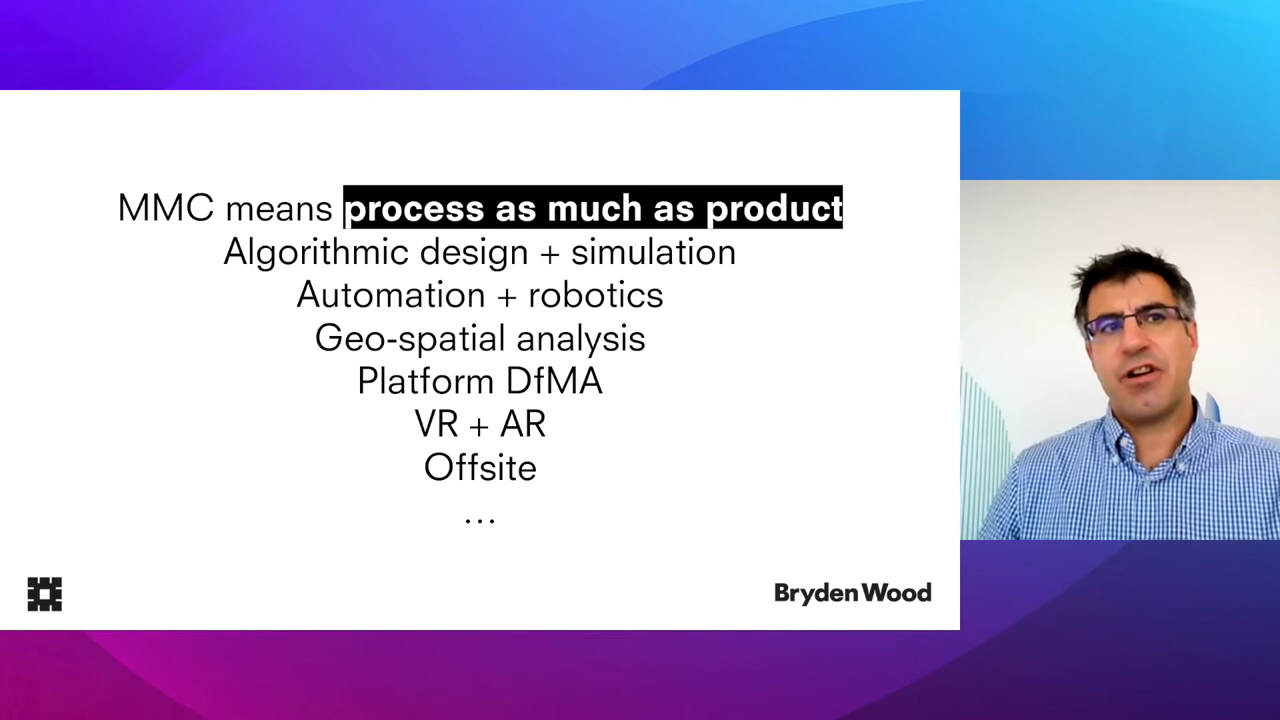 MMC means process as much as product
Algorithmic design + simulation
Automation + robotics
Geo-spatial analysis
Platform DfMA
VR + AR
Offsite
...
Bryden Wood